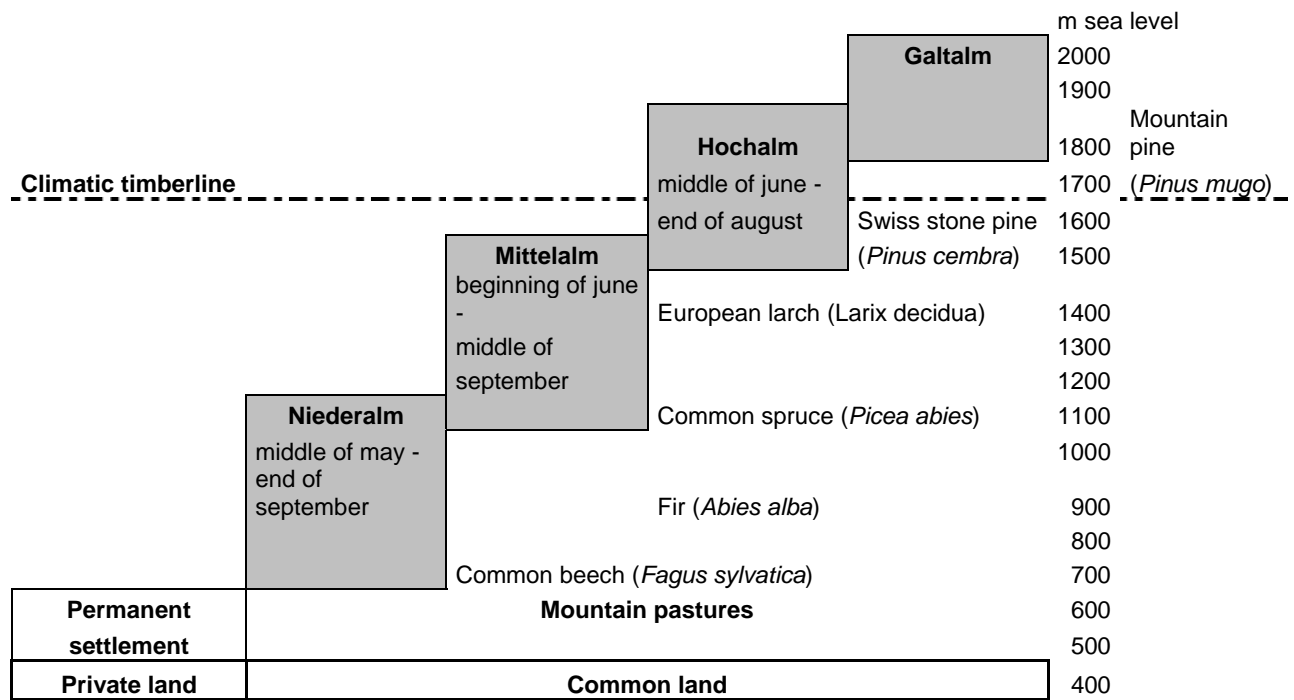 m sea level
Galtalm 2000
1900
Mountain
Hochalm 1800 pine
Climatic timberline middle of june - 1700 (Pinus mugo)
end of august Swiss stone pine 1600
Mittelalm (Pinus cembra) 1500
beginning of june
- European larch (Larix decidua) 1400
middle of 1300
september 1200
Niederalm Common spruce (Picea abies) 1100
middle of may - 1000
end of
september Fir (Abies alba) 900
800
Common beech (Fagus sylvatica) 700
Permanent Mountain pastures 600
settlement 500
Private land Common land 400